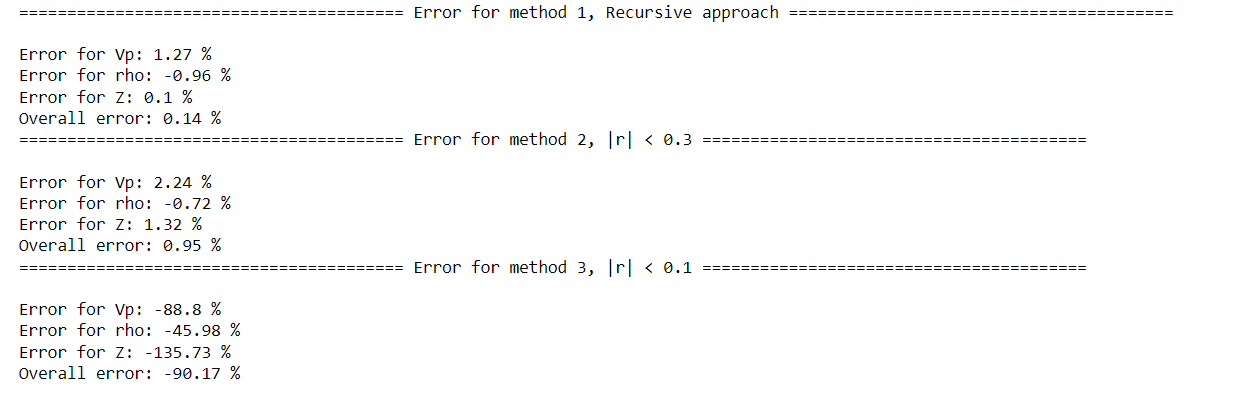 ======================================== Error for method 1, Recursive approach ========================================
Error for Vp: 1.27 %
Error for rho: -0.96 %
Error for Z: 0.1 %
Overall error: 0.14 %
======================================== Error for method 2, |r| < 0.3 ========================================
Error for Vp: 2.24 %
Error for rho: -0.72 %
Error for Z: 1.32 %
Overall error: 0.95 %
======================================== Error for method 3, |r| < 0.1 ========================================
Error for Vp: -88.8 %
Error for rho: -45.98 %
Error for Z: -135.73 %
Overall error: -90.17 %